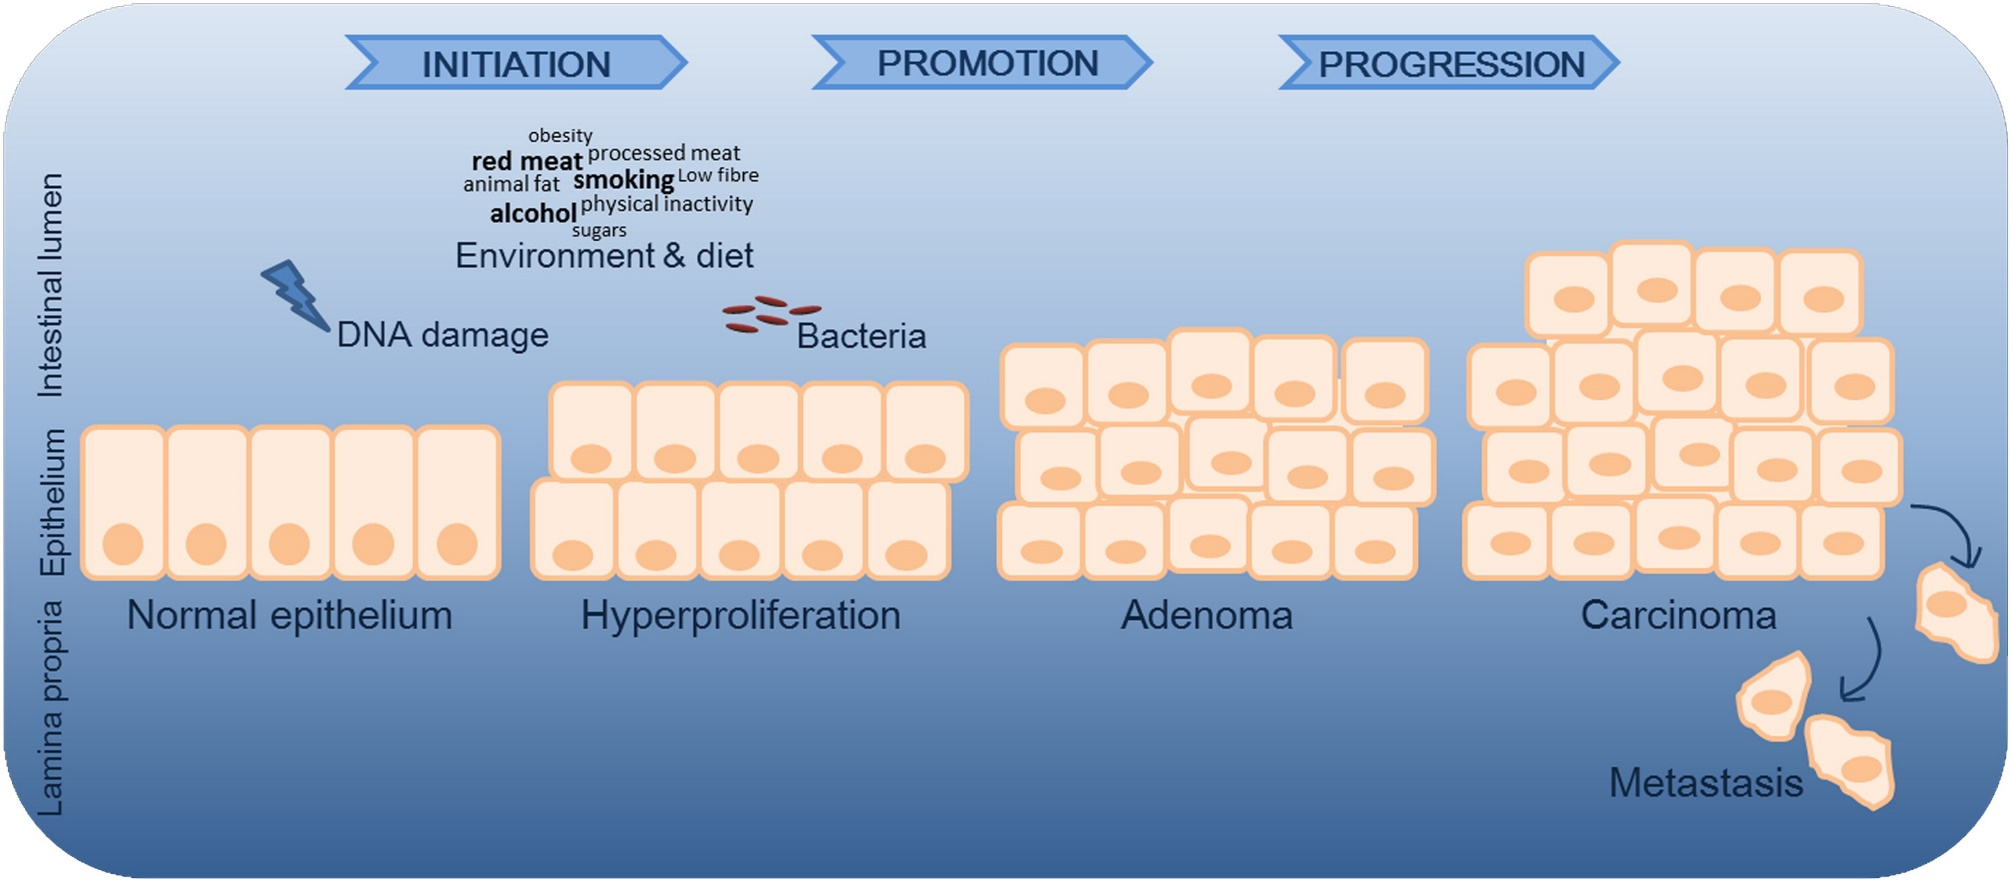 INITIATION
PROMOTION
PROGRESSION
obesity
red meat processed meat
animal fat smoking Low fibre
alcohol physical inactivity
sugars
Environment & diet
DNA damage
Bacteria
Intestinal lumen
Epithelium
Lamina propria
Normal epithelium
Hyperproliferation
Adenoma
Carcinoma
Metastasis